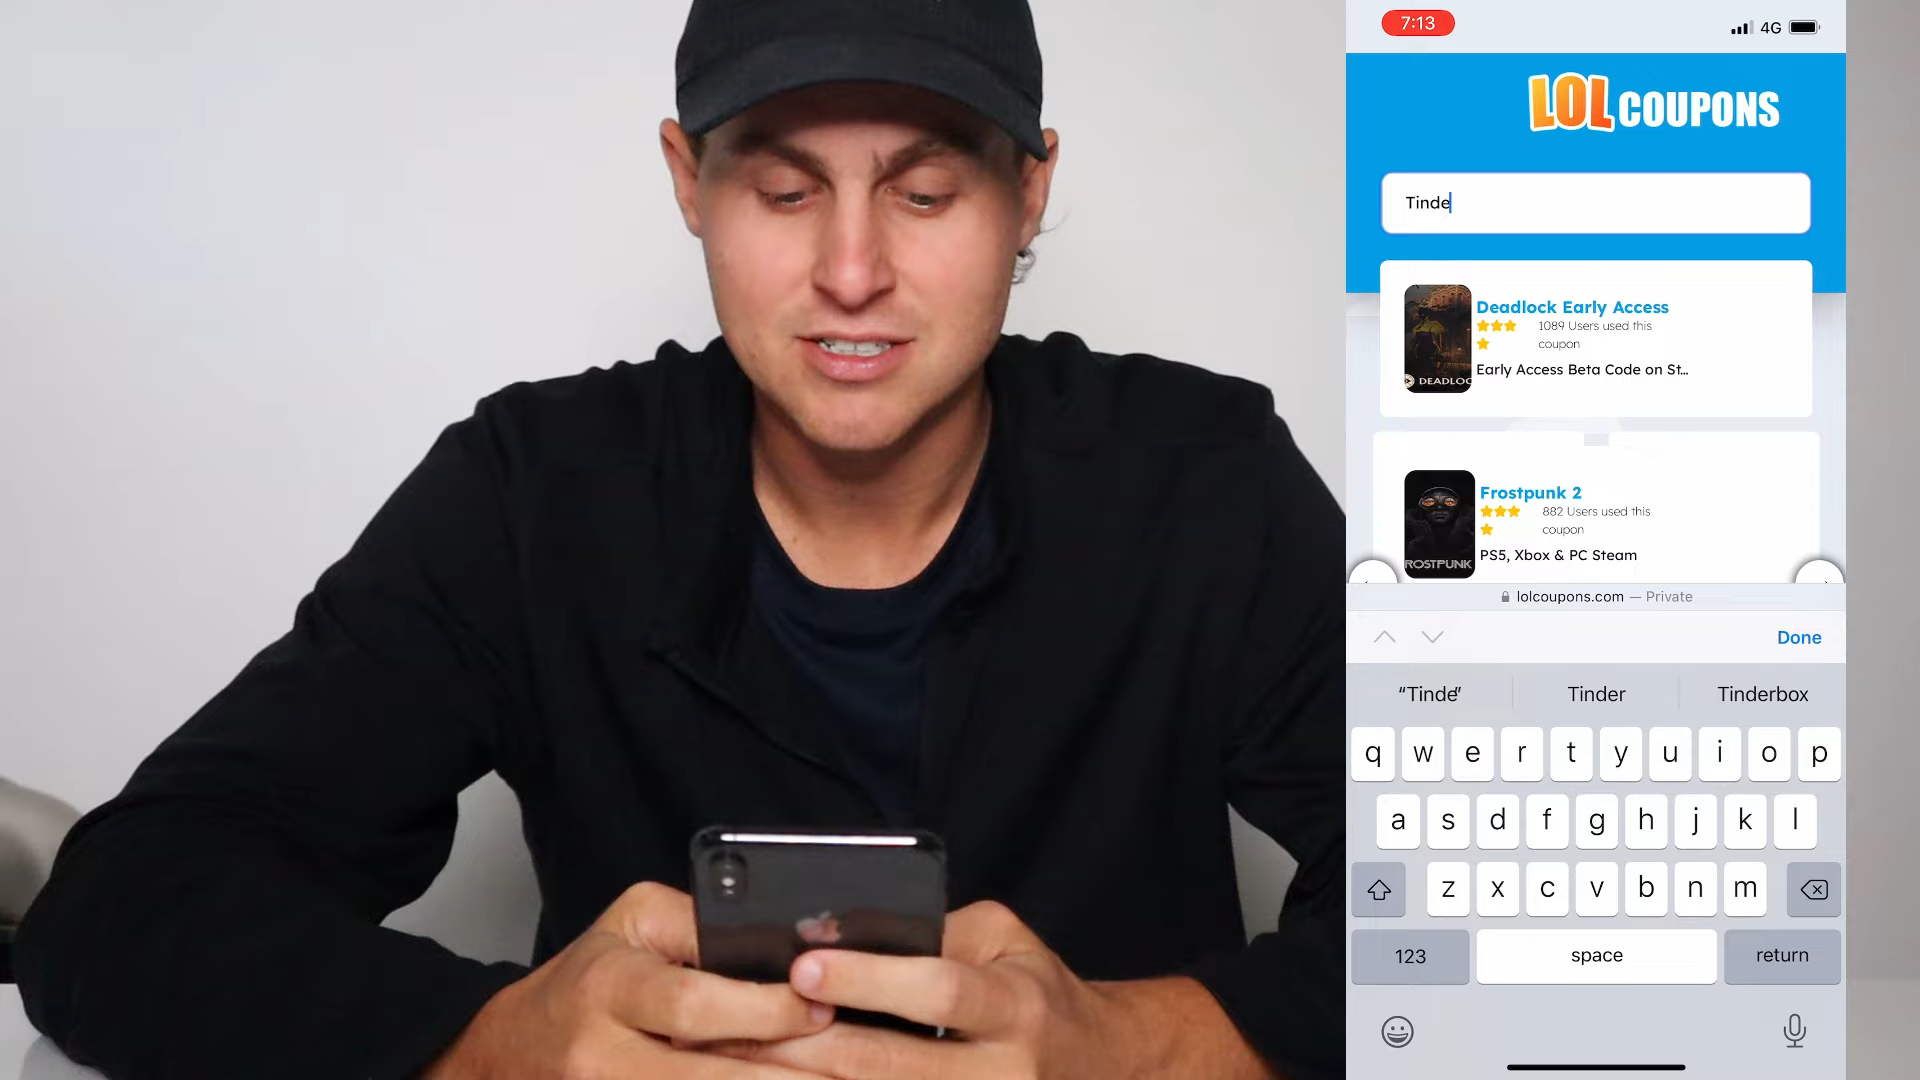 7:13
4G
LOL COUPONS
Tinde
Deadlock Early Access
1089 Users used this
coupon
Early Access Beta Code on St...
DEADLOC
Frostpunk 2
882 Users used this
coupon
PS5, Xbox & PC Steam
ROSTPUNK
lolcoupons.com — Private
Done
“Tinde” Tinder Tinderbox
q w e r t y u i o p
a s d f g h j k l
z x c v b n m
123 space return